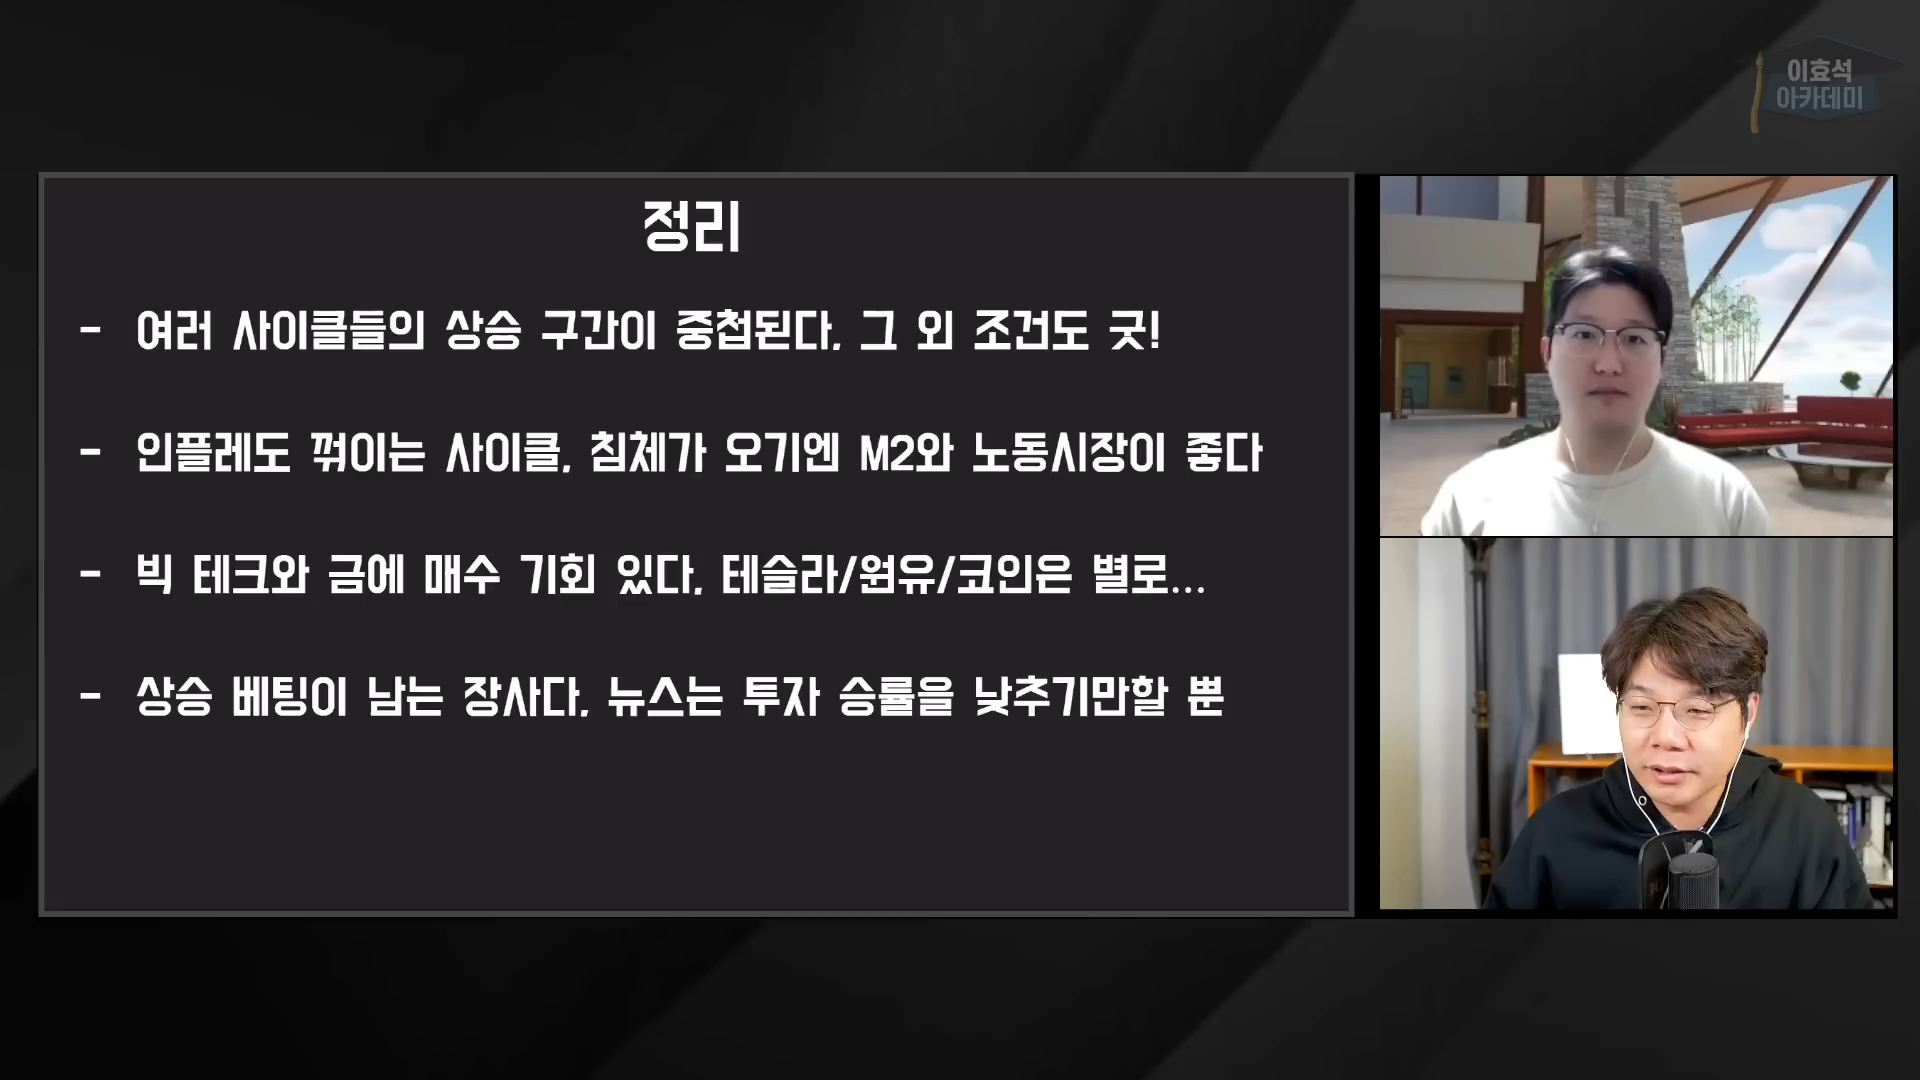 이효석
아카데미
정리
- 여러 사이클들의 상승 구간이 중첩된다, 그 외 조건도 굿!
- 인플레도 꺾이는 사이클, 침체가 오기엔 M2와 노동시장이 좋다
- 빅 테크와 금에 매수 기회 있다, 테슬라/원유/코인은 별로...
- 상승 베팅이 남는 장사다, 뉴스는 투자 승률을 낮추기만할 뿐